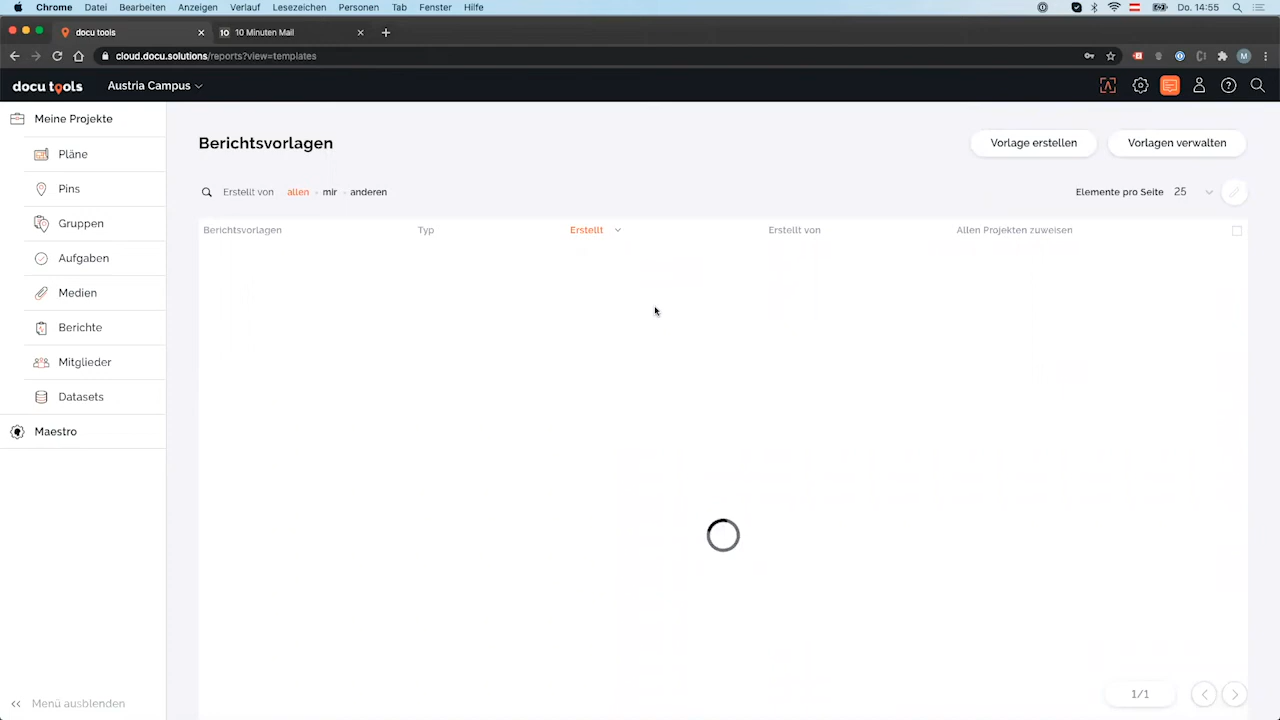 Chrome Datei Bearbeiten Anzeigen Verlauf Lesezeichen Personen Tab Fenster Hilfe Do. 14:55
docu tools 10 10 Minuten Mail
cloud.docu.solutions/reports?view=templates M
docu tools Austria Campus
Meine Projekte
Pläne
Pins
Gruppen
Aufgaben
Medien
Berichte
Mitglieder
Datasets
Maestro
Menü ausblenden
Berichtsvorlagen Vorlage erstellen Vorlagen verwalten
Erstellt von allen - mir - anderen Elemente pro Seite 25
Berichtsvorlagen Typ Erstellt Erstellt von Allen Projekten zuweisen
1/1